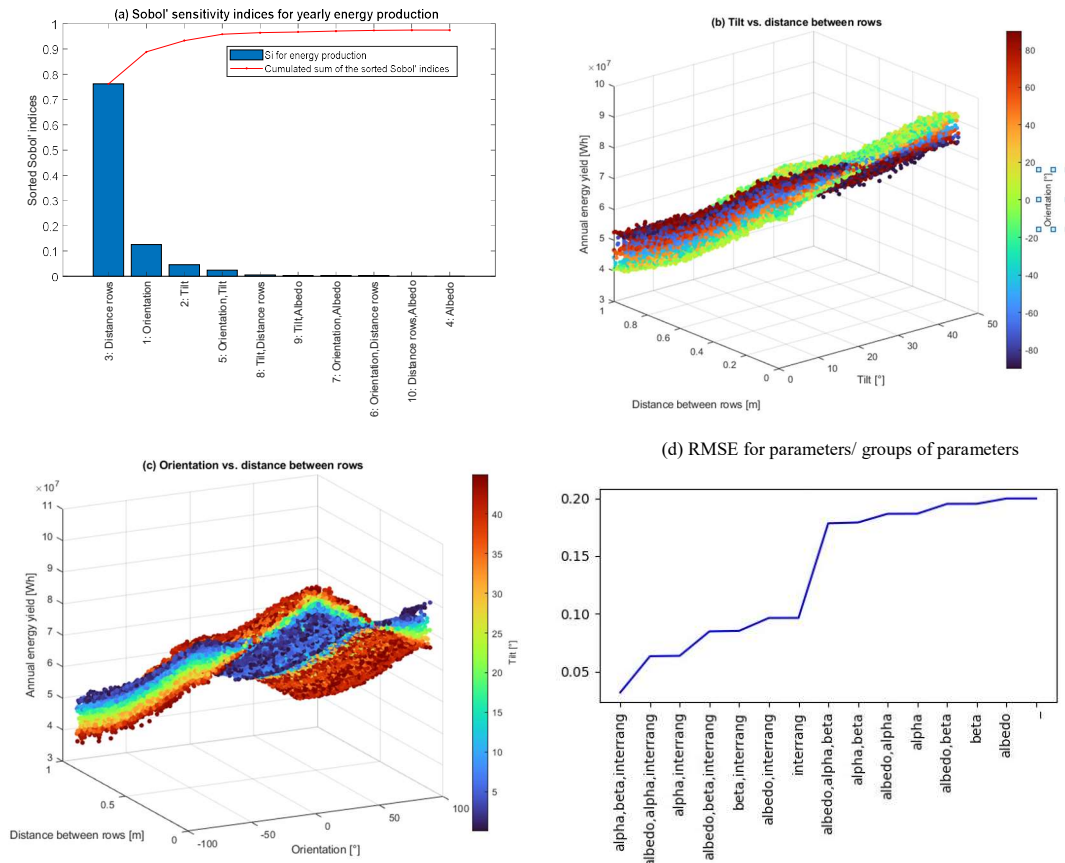 (a) Sobol' sensitivity indices for yearly energy production
1
0.9
0.8
0.7
0.6
0.5
0.4
0.3
0.2
0.1
0
Sorted Sobol' indices
Si for energy production
Cumulated sum of the sorted Sobol' indices
3: Distance rows
1: Orientation
2: Tilt
5: Orientation,Tilt
8: Tilt,Distance rows
9: Tilt,Albedo
7: Orientation,Albedo
6: Orientation,Distance rows
10: Distance rows,Albedo
4: Albedo
(b) Tilt vs. distance between rows
×10^7
10
9
8
7
6
5
4
3
Annual energy yield [Wh]
1
0.8
0.6
0.4
0.2
0
Distance between rows [m]
0
10
20
30
40
50
Tilt [°]
80
60
40
20
0
-20
-40
-60
-80
Orientation [°]
(c) Orientation vs. distance between rows
×10^7
11
10
9
8
7
6
5
4
3
Annual energy yield [Wh]
1
0.5
0
Distance between rows [m]
-100
-50
0
50
100
Orientation [°]
40
35
30
25
20
15
10
5
Tilt [°]
(d) RMSE for parameters/ groups of parameters
0.20
0.15
0.10
0.05
alpha,beta,interrang
albedo,alpha,interrang
alpha,interrang
albedo,beta,interrang
beta,interrang
albedo,interrang
interrang
albedo,alpha,beta
alpha,beta
albedo,alpha
alpha
albedo,beta
beta
albedo
_